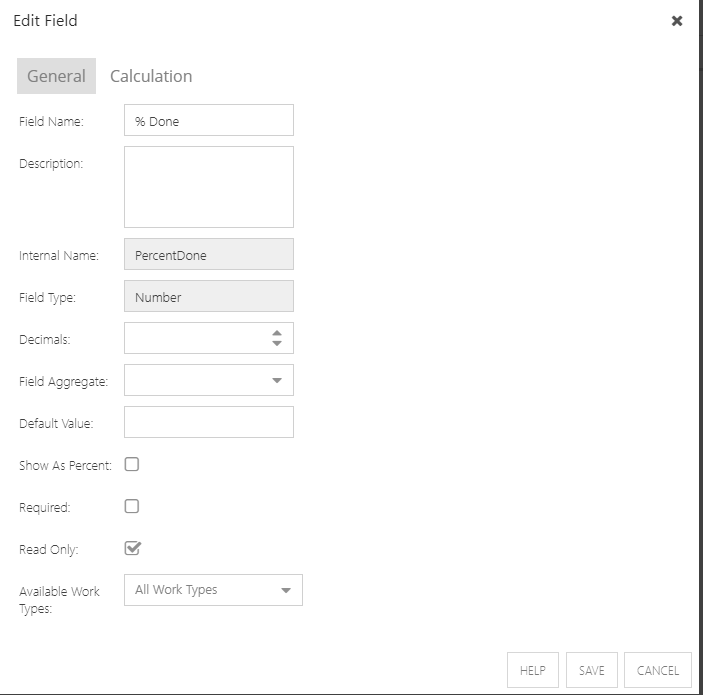 Edit Field
General Calculation
Field Name: % Done
Description:
Internal Name: PercentDone
Field Type: Number
Decimals:
Field Aggregate:
Default Value:
Show As Percent:
Required:
Read Only:
Available Work All Work Types
Types:
HELP SAVE CANCEL